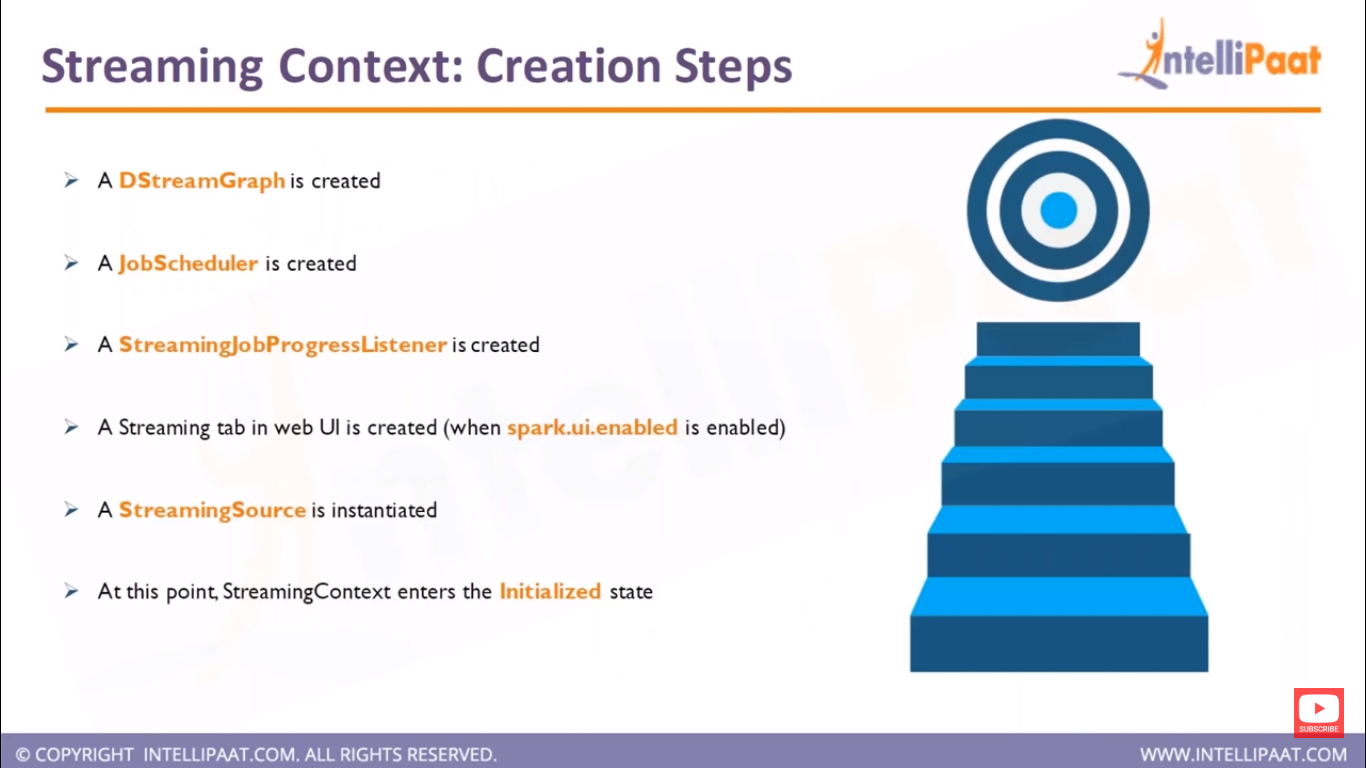 Streaming Context: Creation Steps
IntelliPaat
A DStreamGraph is created
A JobScheduler is created
A StreamingJobProgressListener is created
A Streaming tab in web UI is created (when spark.ui.enabled is enabled)
A StreamingSource is instantiated
At this point, StreamingContext enters the Initialized state
SUBSCRIBE
© COPYRIGHT INTELLIPAAT.COM. ALL RIGHTS RESERVED.
WWW.INTELLIPAAT.COM